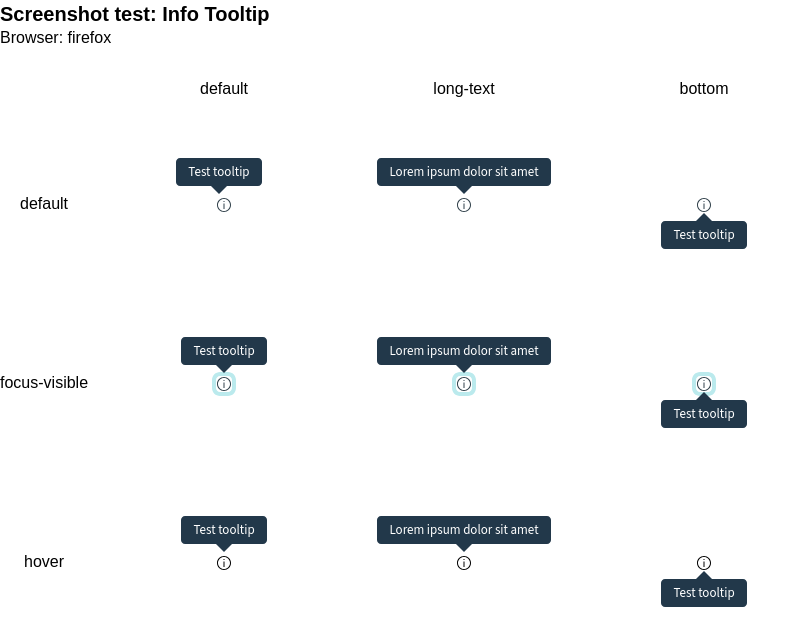 Screenshot test: Info Tooltip
Browser: firefox
default long-text bottom
Test tooltip Lorem ipsum dolor sit amet
default
Test tooltip
Test tooltip Lorem ipsum dolor sit amet
focus-visible
Test tooltip
Test tooltip Lorem ipsum dolor sit amet
hover
Test tooltip